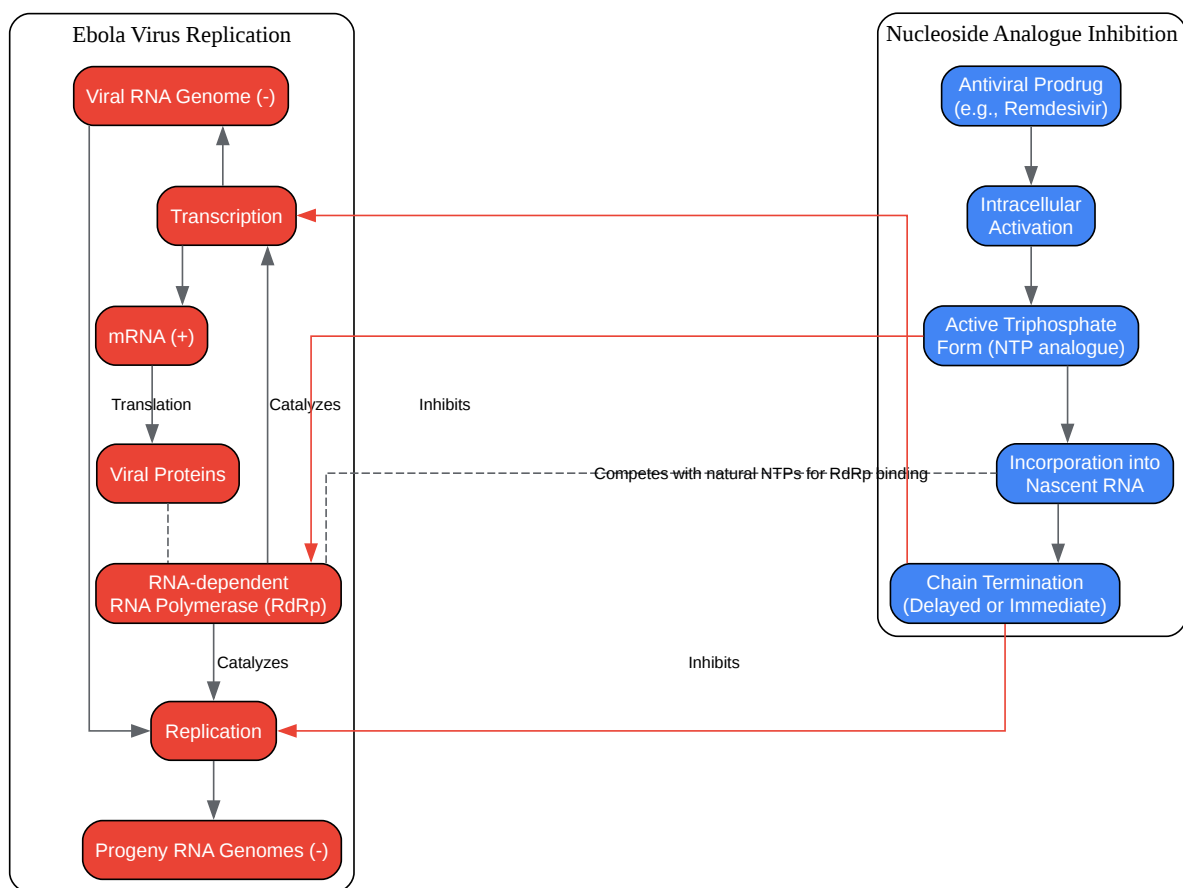 Ebola Virus Replication
Viral RNA Genome (-)
Transcription
mRNA (+)
Translation
Catalyzes
Viral Proteins
RNA-dependent
RNA Polymerase (RdRp)
Catalyzes
Replication
Progeny RNA Genomes (-)
Inhibits
Competes with natural NTPs for RdRp binding
Inhibits
Nucleoside Analogue Inhibition
Antiviral Prodrug
(e.g., Remdesivir)
Intracellular
Activation
Active Triphosphate
Form (NTP analogue)
Incorporation into
Nascent RNA
Chain Termination
(Delayed or Immediate)